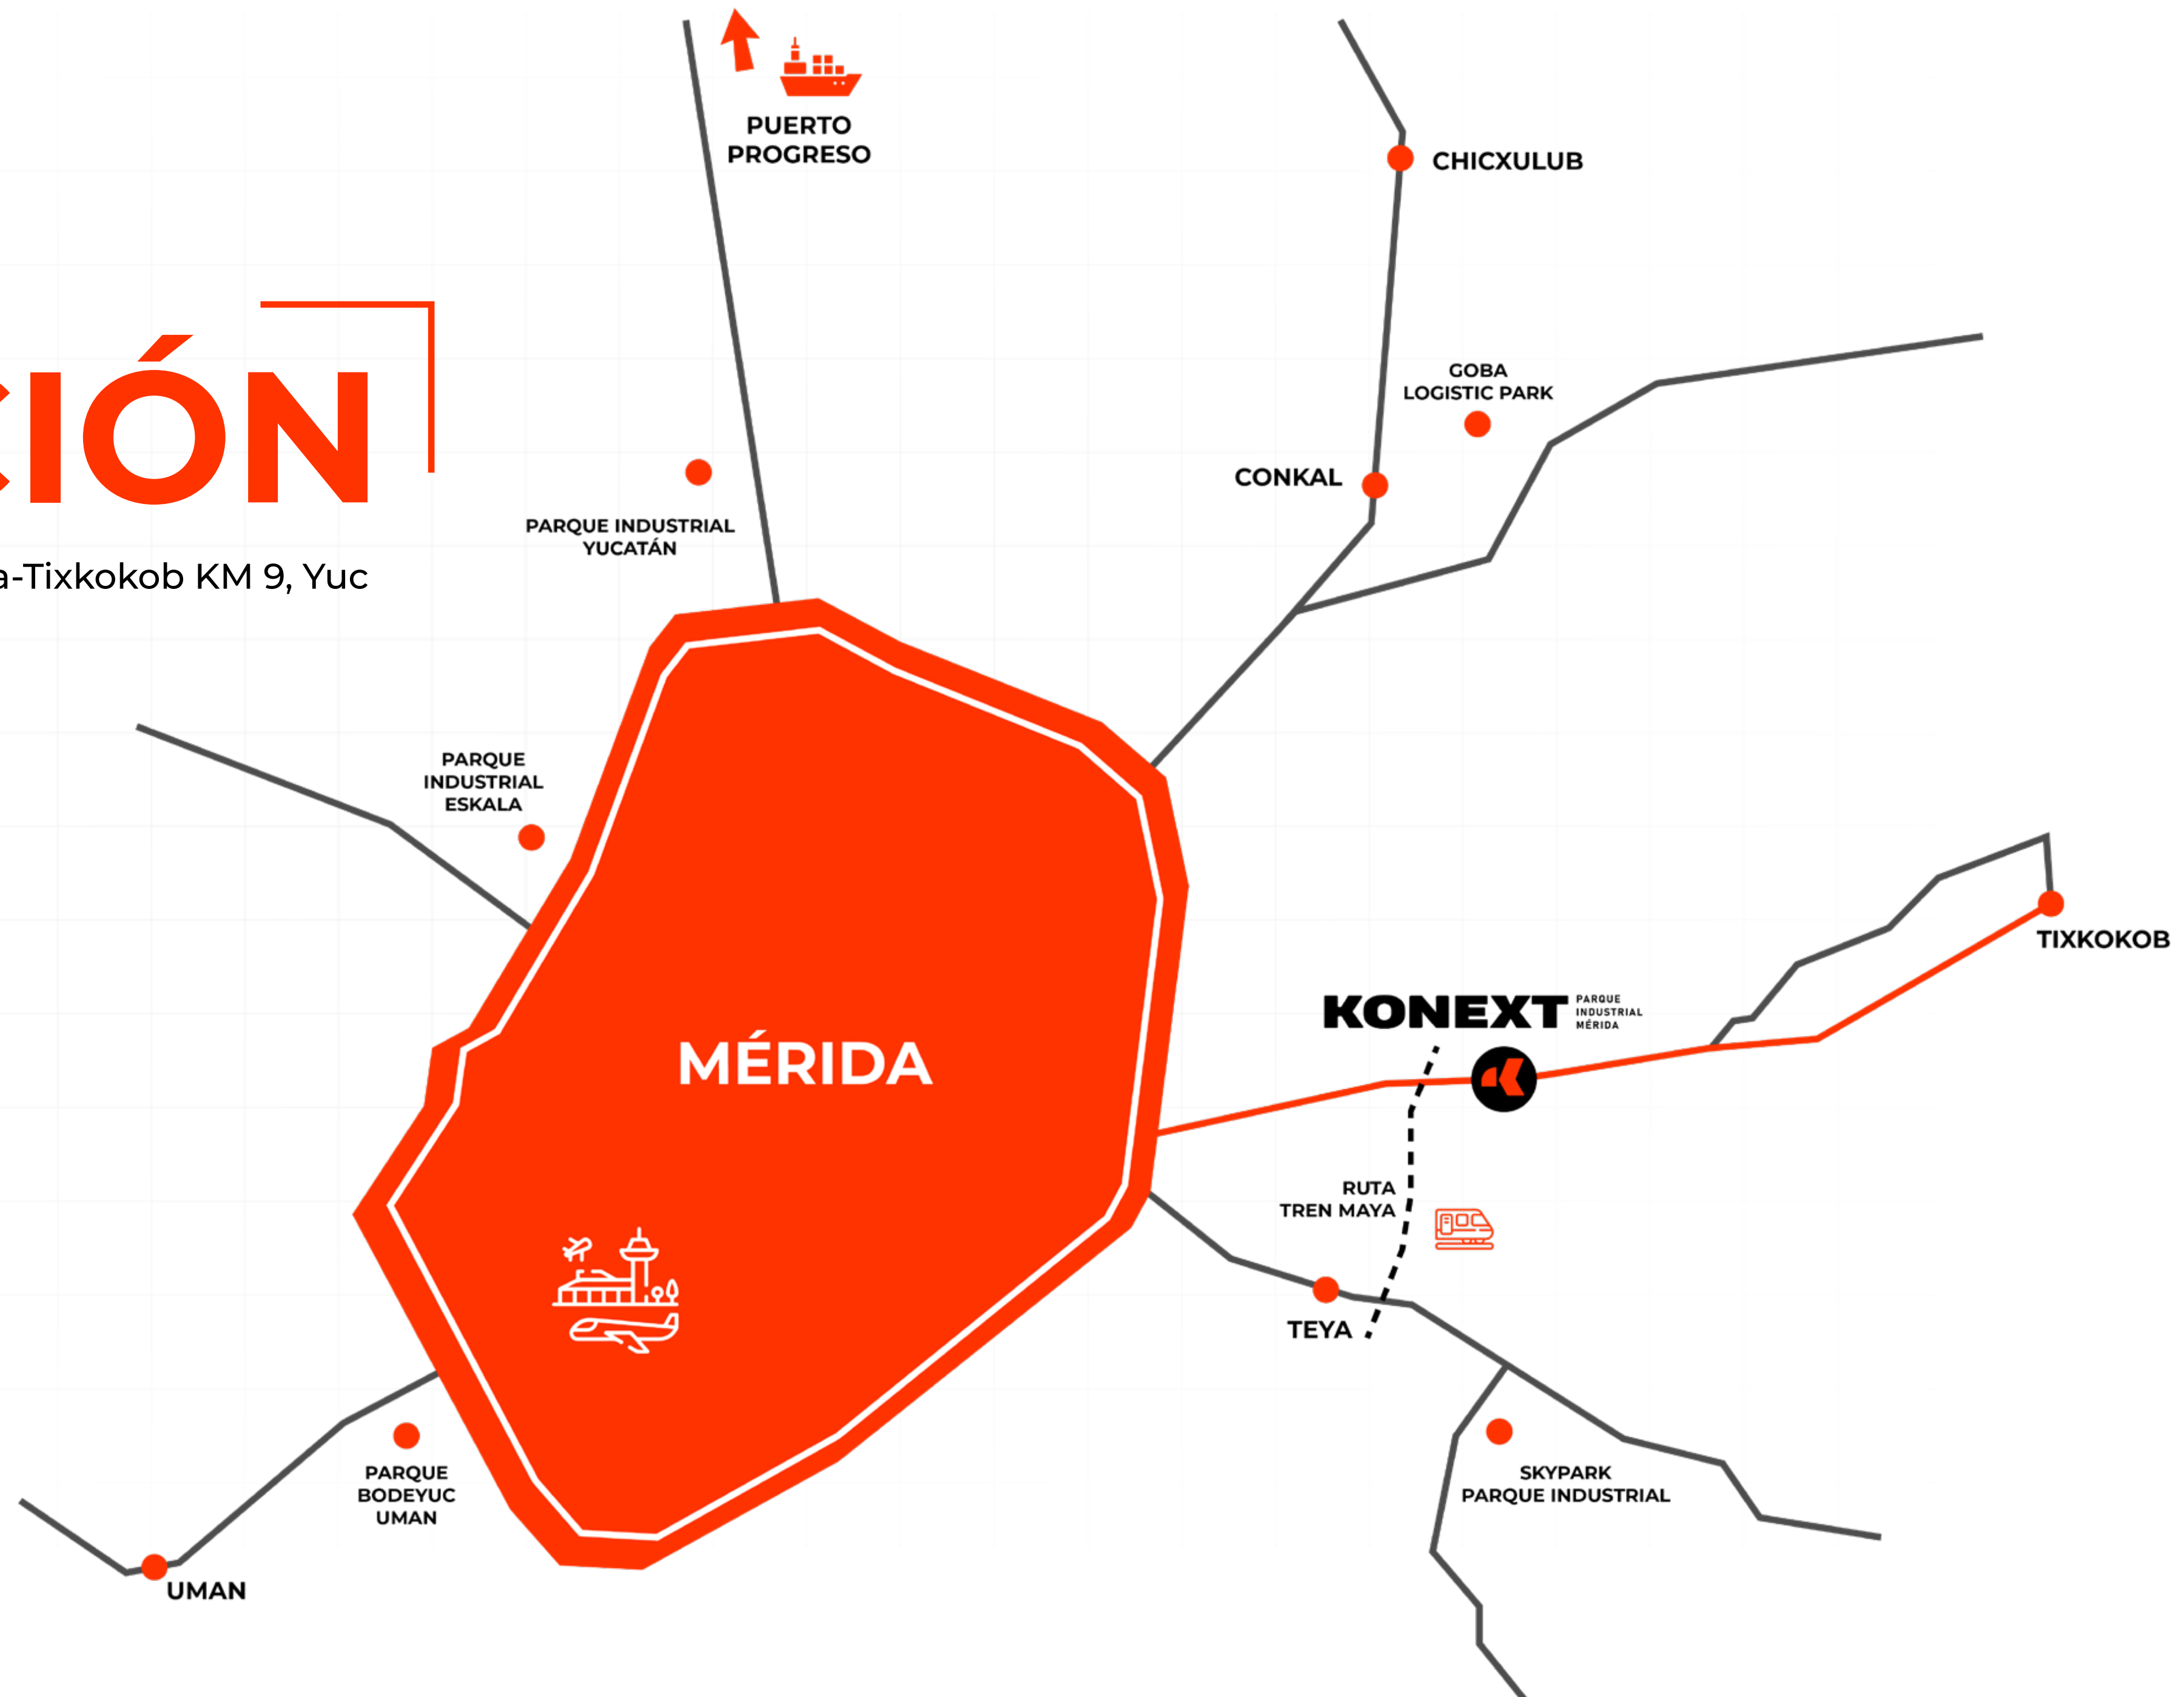 PUERTO
PROGRESO
CHICXULUB
GOBA
LOGISTIC PARK
CONKAL
CIÓN
PARQUE INDUSTRIAL
YUCATÁN
-Tixkokob KM 9, Yuc
PARQUE
INDUSTRIAL
ESKALA
TIXKOKOB
KONEXT
PARQUE
INDUSTRIAL
MÉRIDA
MÉRIDA
RUTA
TREN MAYA
TEYA
PARQUE
BODEYUC
UMAN
SKYPARK
PARQUE INDUSTRIAL
UMAN